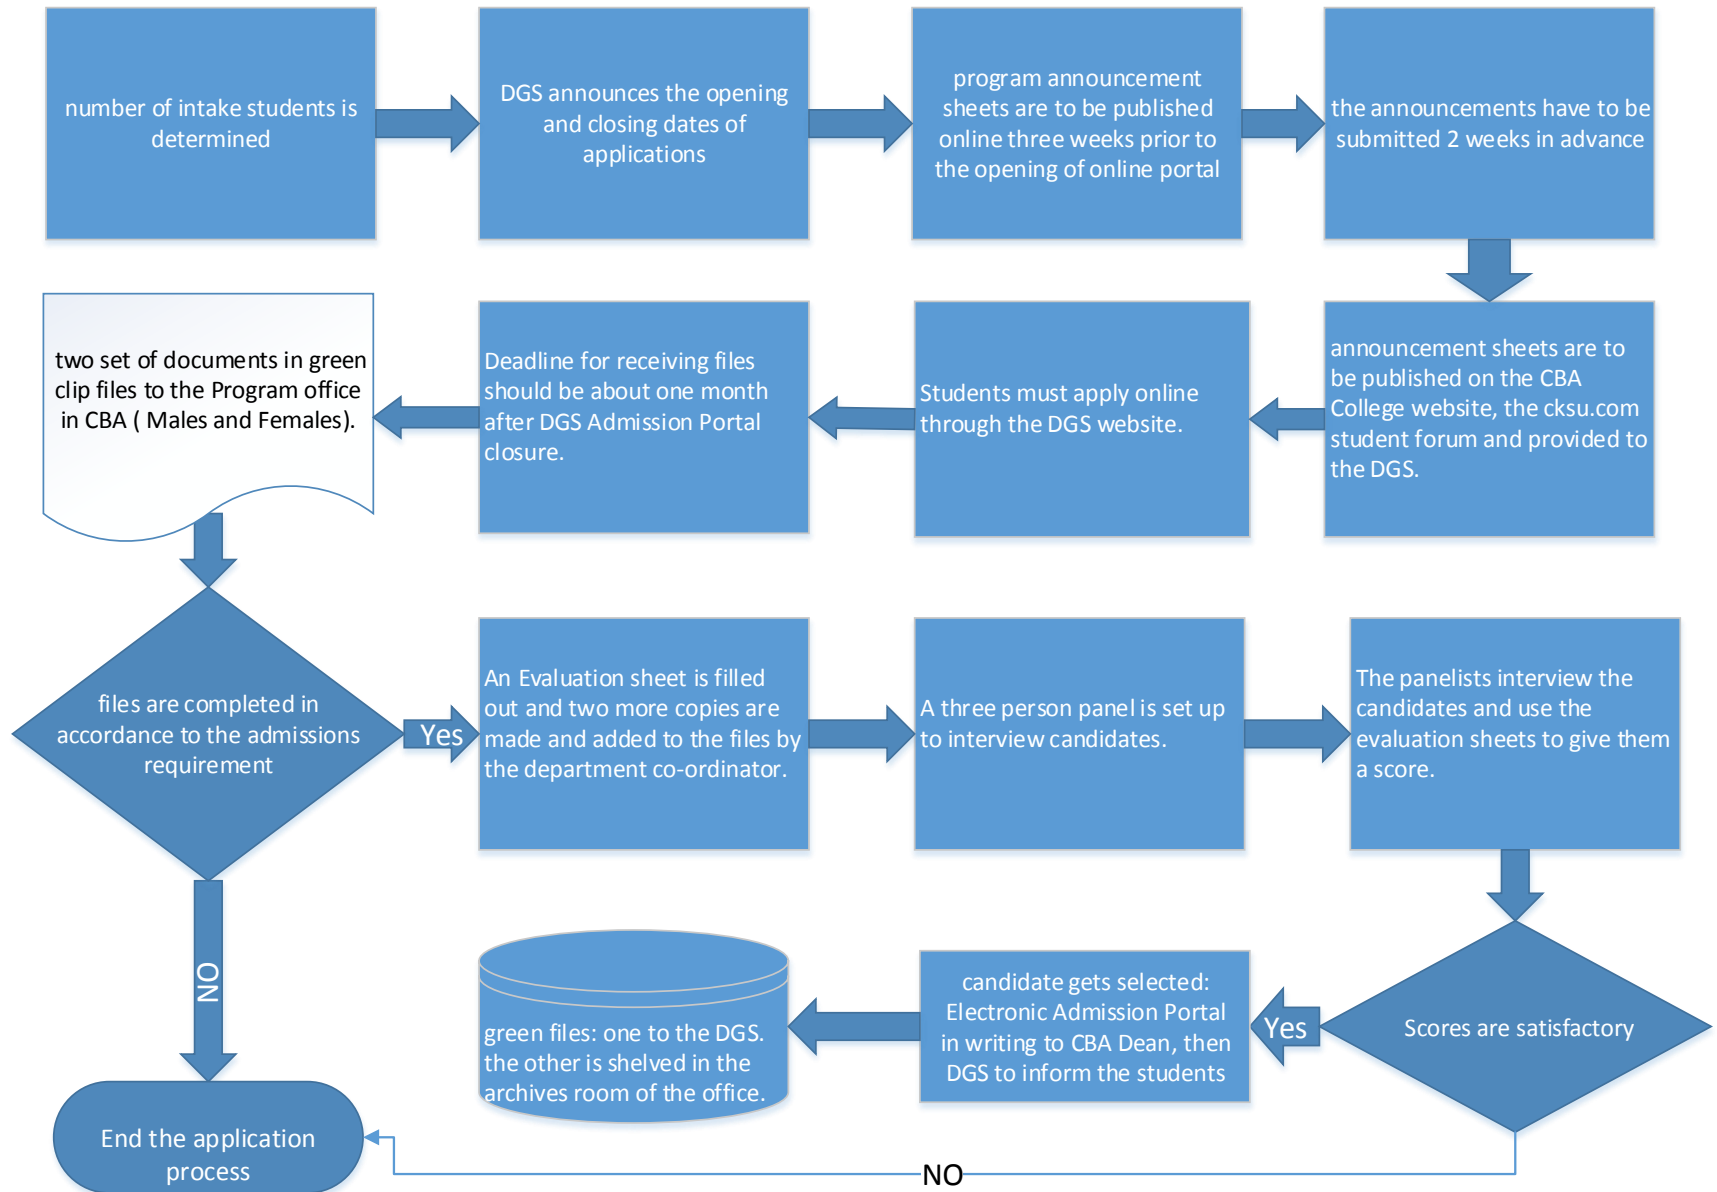 number of intake students is
determined
DGS announces the opening
and closing dates of
applications
program announcement
sheets are to be published
online three weeks prior to
the opening of online portal
the announcements have to be
submitted 2 weeks in advance
announcement sheets are to
be published on the CBA
College website, the cksu.com
student forum and provided to
the DGS.
Students must apply online
through the DGS website.
Deadline for receiving files
should be about one month
after DGS Admission Portal
closure.
two set of documents in green
clip files to the Program office
in CBA ( Males and Females).
files are completed in
accordance to the admissions
requirement
Yes
An Evaluation sheet is filled
out and two more copies are
made and added to the files by
the department co-ordinator.
A three person panel is set up
to interview candidates.
The panelists interview the
candidates and use the
evaluation sheets to give them
a score.
Scores are satisfactory
Yes
candidate gets selected:
Electronic Admission Portal
in writing to CBA Dean, then
DGS to inform the students
green files: one to the DGS.
the other is shelved in the
archives room of the office.
NO
End the application
process
NO